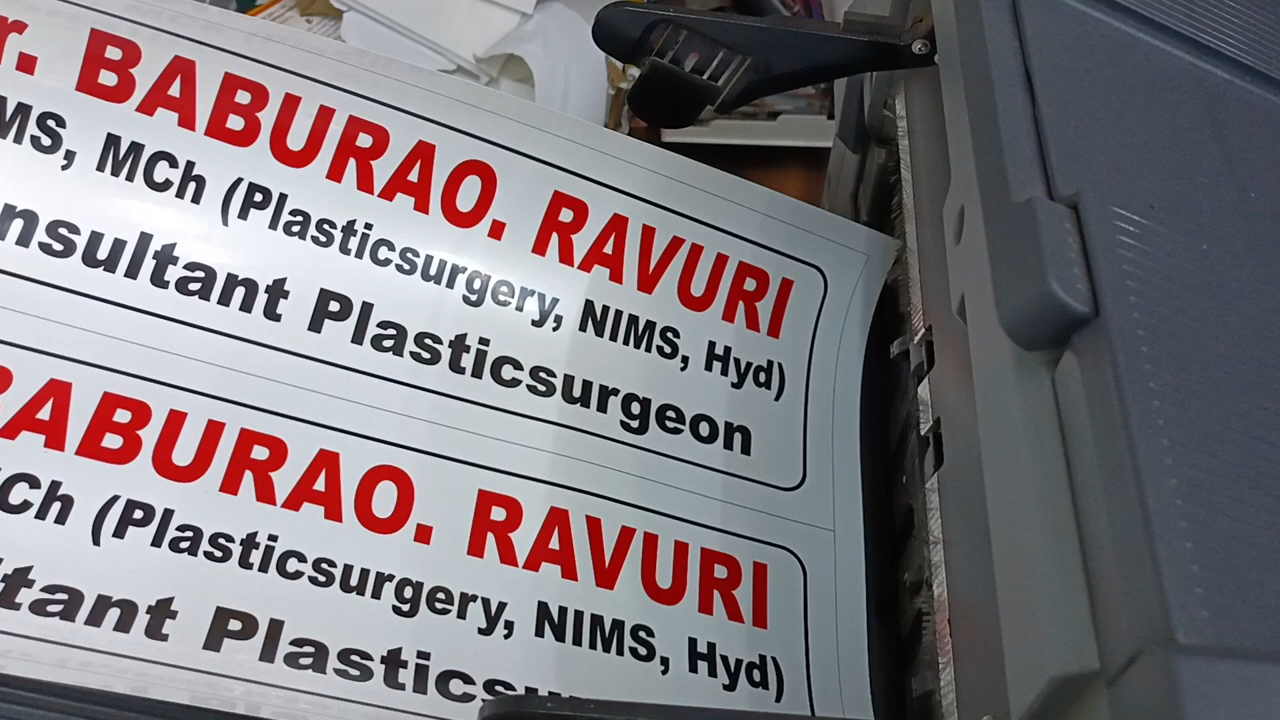 r. BABURAO. RAVURI
MS, MCh (Plasticsurgery, NIMS, Hyd)
nsultant Plasticsurgeon
BABURAO. RAVURI
Ch (Plasticsurgery, NIMS, Hyd)
tant Plasticsu